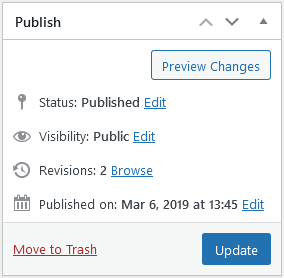 Publish
Preview Changes
Status: Published Edit
Visibility: Public Edit
Revisions: 2 Browse
Published on: Mar 6, 2019 at 13:45 Edit
Move to Trash Update